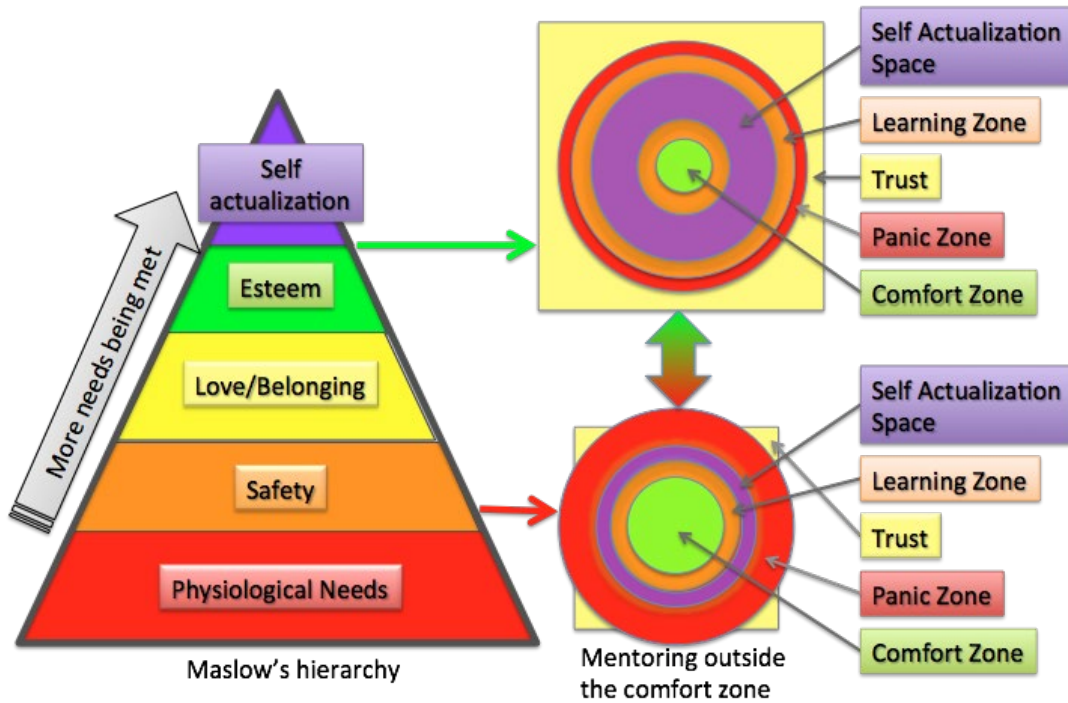 Self
actualization
Esteem
Love/Belonging
Safety
Physiological Needs
More needs being met
Maslow's hierarchy
Self Actualization
Space
Learning Zone
Trust
Panic Zone
Comfort Zone
Self Actualization
Space
Learning Zone
Trust
Panic Zone
Comfort Zone
Mentoring outside
the comfort zone